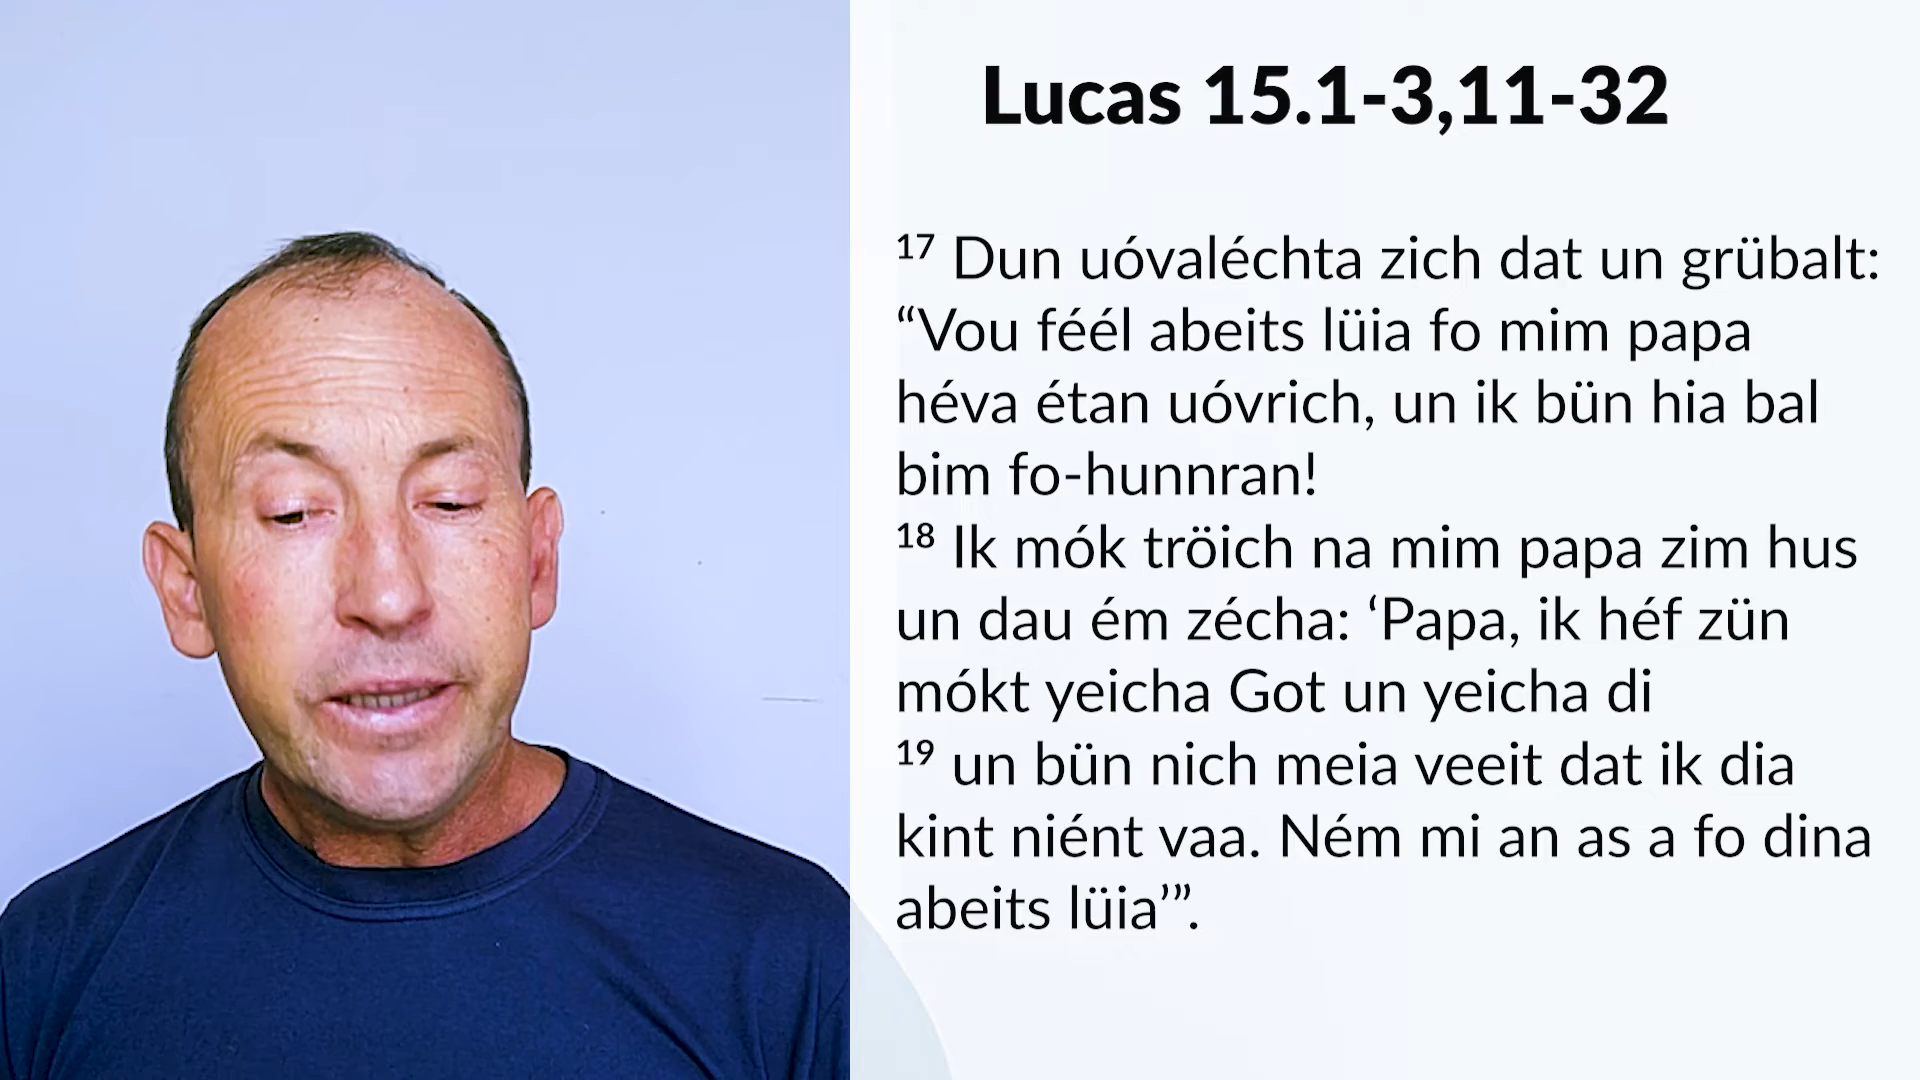 Lucas 15.1-3,11-32
¹⁷ Dun uóvaléchta zich dat un grübalt:
“Vou féél abeits lüia fo mim papa
héva étan uóvrich, un ik bün hia bal
bim fo-hunnran!
¹⁸ Ik mók tröich na mim papa zim hus
un dau ém zécha: ‘Papa, ik héf zün
mókt yeicha Got un yeicha di
¹⁹ un bün nich meia veeit dat ik dia
kint niént vaa. Ném mi an as a fo dina
abeits lüia’”.